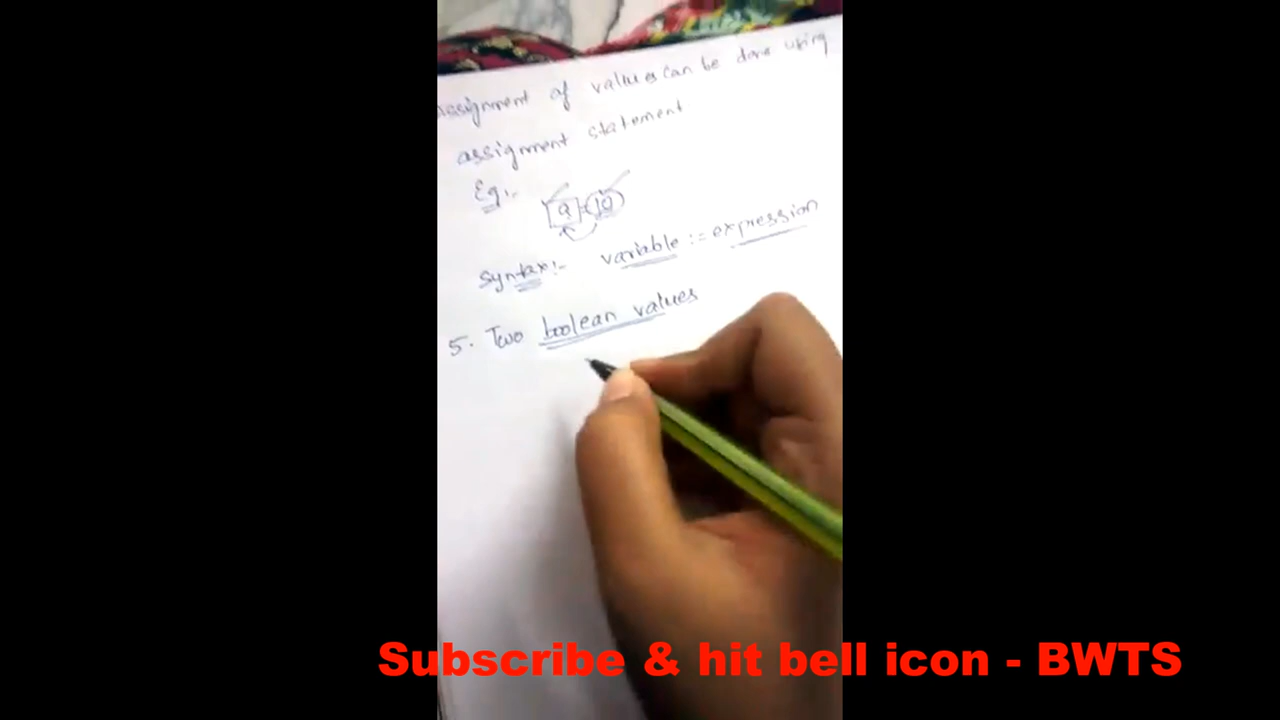 assignment of values can be done using
assignment statement
Eg:-
a = 10
Syntax:- variable := expression
5. Two boolean values
Subscribe & hit bell icon - BWTS